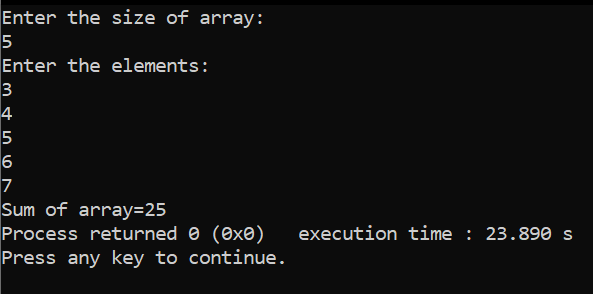 Enter the size of array:
5
Enter the elements:
3
4
5
6
7
Sum of array=25
Process returned 0 (0x0)   execution time : 23.890 s
Press any key to continue.